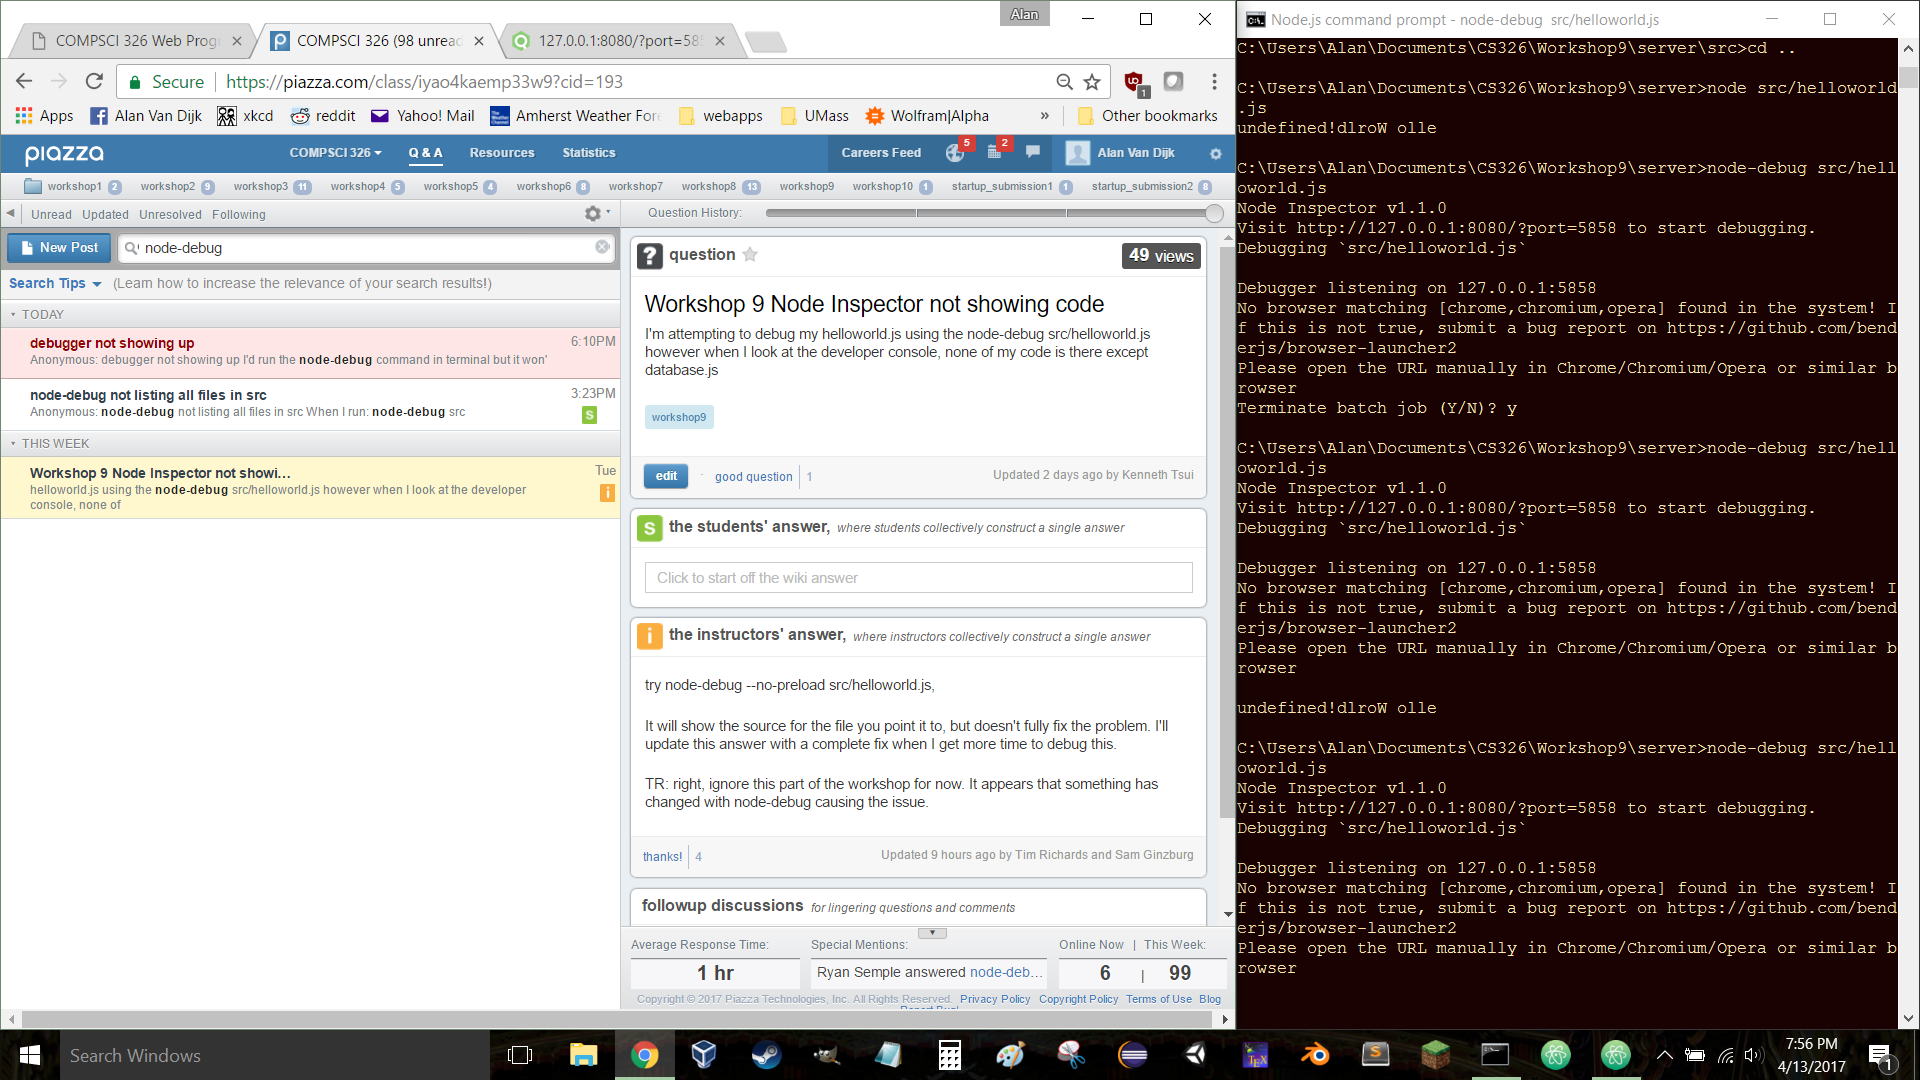 Alan
COMPSCI 326 Web Prog
COMPSCI 326 (98 unread
127.0.0.1:8080/?port=585
Secure
https://piazza.com/class/iyao4kaemp33w9?cid=193
1
Apps
Alan Van Dijk
xkcd
reddit
Yahoo! Mail
Amherst Weather Fore
webapps
UMass
Wolfram|Alpha
»
Other bookmarks
piazza
COMPSCI 326
Q & A
Resources
Statistics
Careers Feed
5
2
Alan Van Dijk
workshop1 2
workshop2 9
workshop3 11
workshop4 5
workshop5 4
workshop6 8
workshop7
workshop8 13
workshop9
workshop10 1
startup_submission1 1
startup_submission2 8
Unread Updated Unresolved Following
Question History:
New Post
node-debug
Search Tips (Learn how to increase the relevance of your search results!)
TODAY
debugger not showing up 6:10PM
Anonymous: debugger not showing up I'd run the node-debug command in terminal but it won'
node-debug not listing all files in src 3:23PM
Anonymous: node-debug not listing all files in src When I run: node-debug src
S
THIS WEEK
Workshop 9 Node Inspector not showi... Tue
helloworld.js using the node-debug src/helloworld.js however when I look at the developer
console, none of
i
? question
49 views
Workshop 9 Node Inspector not showing code
I'm attempting to debug my helloworld.js using the node-debug src/helloworld.js
however when I look at the developer console, none of my code is there except
database.js
workshop9
edit · good question 1
Updated 2 days ago by Kenneth Tsui
S the students' answer, where students collectively construct a single answer
Click to start off the wiki answer
i the instructors' answer, where instructors collectively construct a single answer
try node-debug --no-preload src/helloworld.js,
It will show the source for the file you point it to, but doesn't fully fix the problem. I'll
update this answer with a complete fix when I get more time to debug this.
TR: right, ignore this part of the workshop for now. It appears that something has
changed with node-debug causing the issue.
thanks! 4
Updated 9 hours ago by Tim Richards and Sam Ginzburg
followup discussions for lingering questions and comments
Average Response Time:
1 hr
Special Mentions:
Ryan Semple answered node-deb...
Online Now | This Week:
6 | 99
Copyright © 2017 Piazza Technologies, Inc. All Rights Reserved. Privacy Policy Copyright Policy Terms of Use Blog
Report Bug!
Node.js command prompt - node-debug src/helloworld.js
C:\Users\Alan\Documents\CS326\Workshop9\server\src>cd ..
C:\Users\Alan\Documents\CS326\Workshop9\server>node src/helloworld
.js
undefined!dlroW olle
C:\Users\Alan\Documents\CS326\Workshop9\server>node-debug src/hell
oworld.js
Node Inspector v1.1.0
Visit http://127.0.0.1:8080/?port=5858 to start debugging.
Debugging `src/helloworld.js`
Debugger listening on 127.0.0.1:5858
No browser matching [chrome,chromium,opera] found in the system! I
f this is not true, submit a bug report on https://github.com/bend
erjs/browser-launcher2
Please open the URL manually in Chrome/Chromium/Opera or similar b
rowser
Terminate batch job (Y/N)? y
C:\Users\Alan\Documents\CS326\Workshop9\server>node-debug src/hell
oworld.js
Node Inspector v1.1.0
Visit http://127.0.0.1:8080/?port=5858 to start debugging.
Debugging `src/helloworld.js`
Debugger listening on 127.0.0.1:5858
No browser matching [chrome,chromium,opera] found in the system! I
f this is not true, submit a bug report on https://github.com/bend
erjs/browser-launcher2
Please open the URL manually in Chrome/Chromium/Opera or similar b
rowser
undefined!dlroW olle
C:\Users\Alan\Documents\CS326\Workshop9\server>node-debug src/hell
oworld.js
Node Inspector v1.1.0
Visit http://127.0.0.1:8080/?port=5858 to start debugging.
Debugging `src/helloworld.js`
Debugger listening on 127.0.0.1:5858
No browser matching [chrome,chromium,opera] found in the system! I
f this is not true, submit a bug report on https://github.com/bend
erjs/browser-launcher2
Please open the URL manually in Chrome/Chromium/Opera or similar b
rowser
Search Windows
7:56 PM
4/13/2017
1